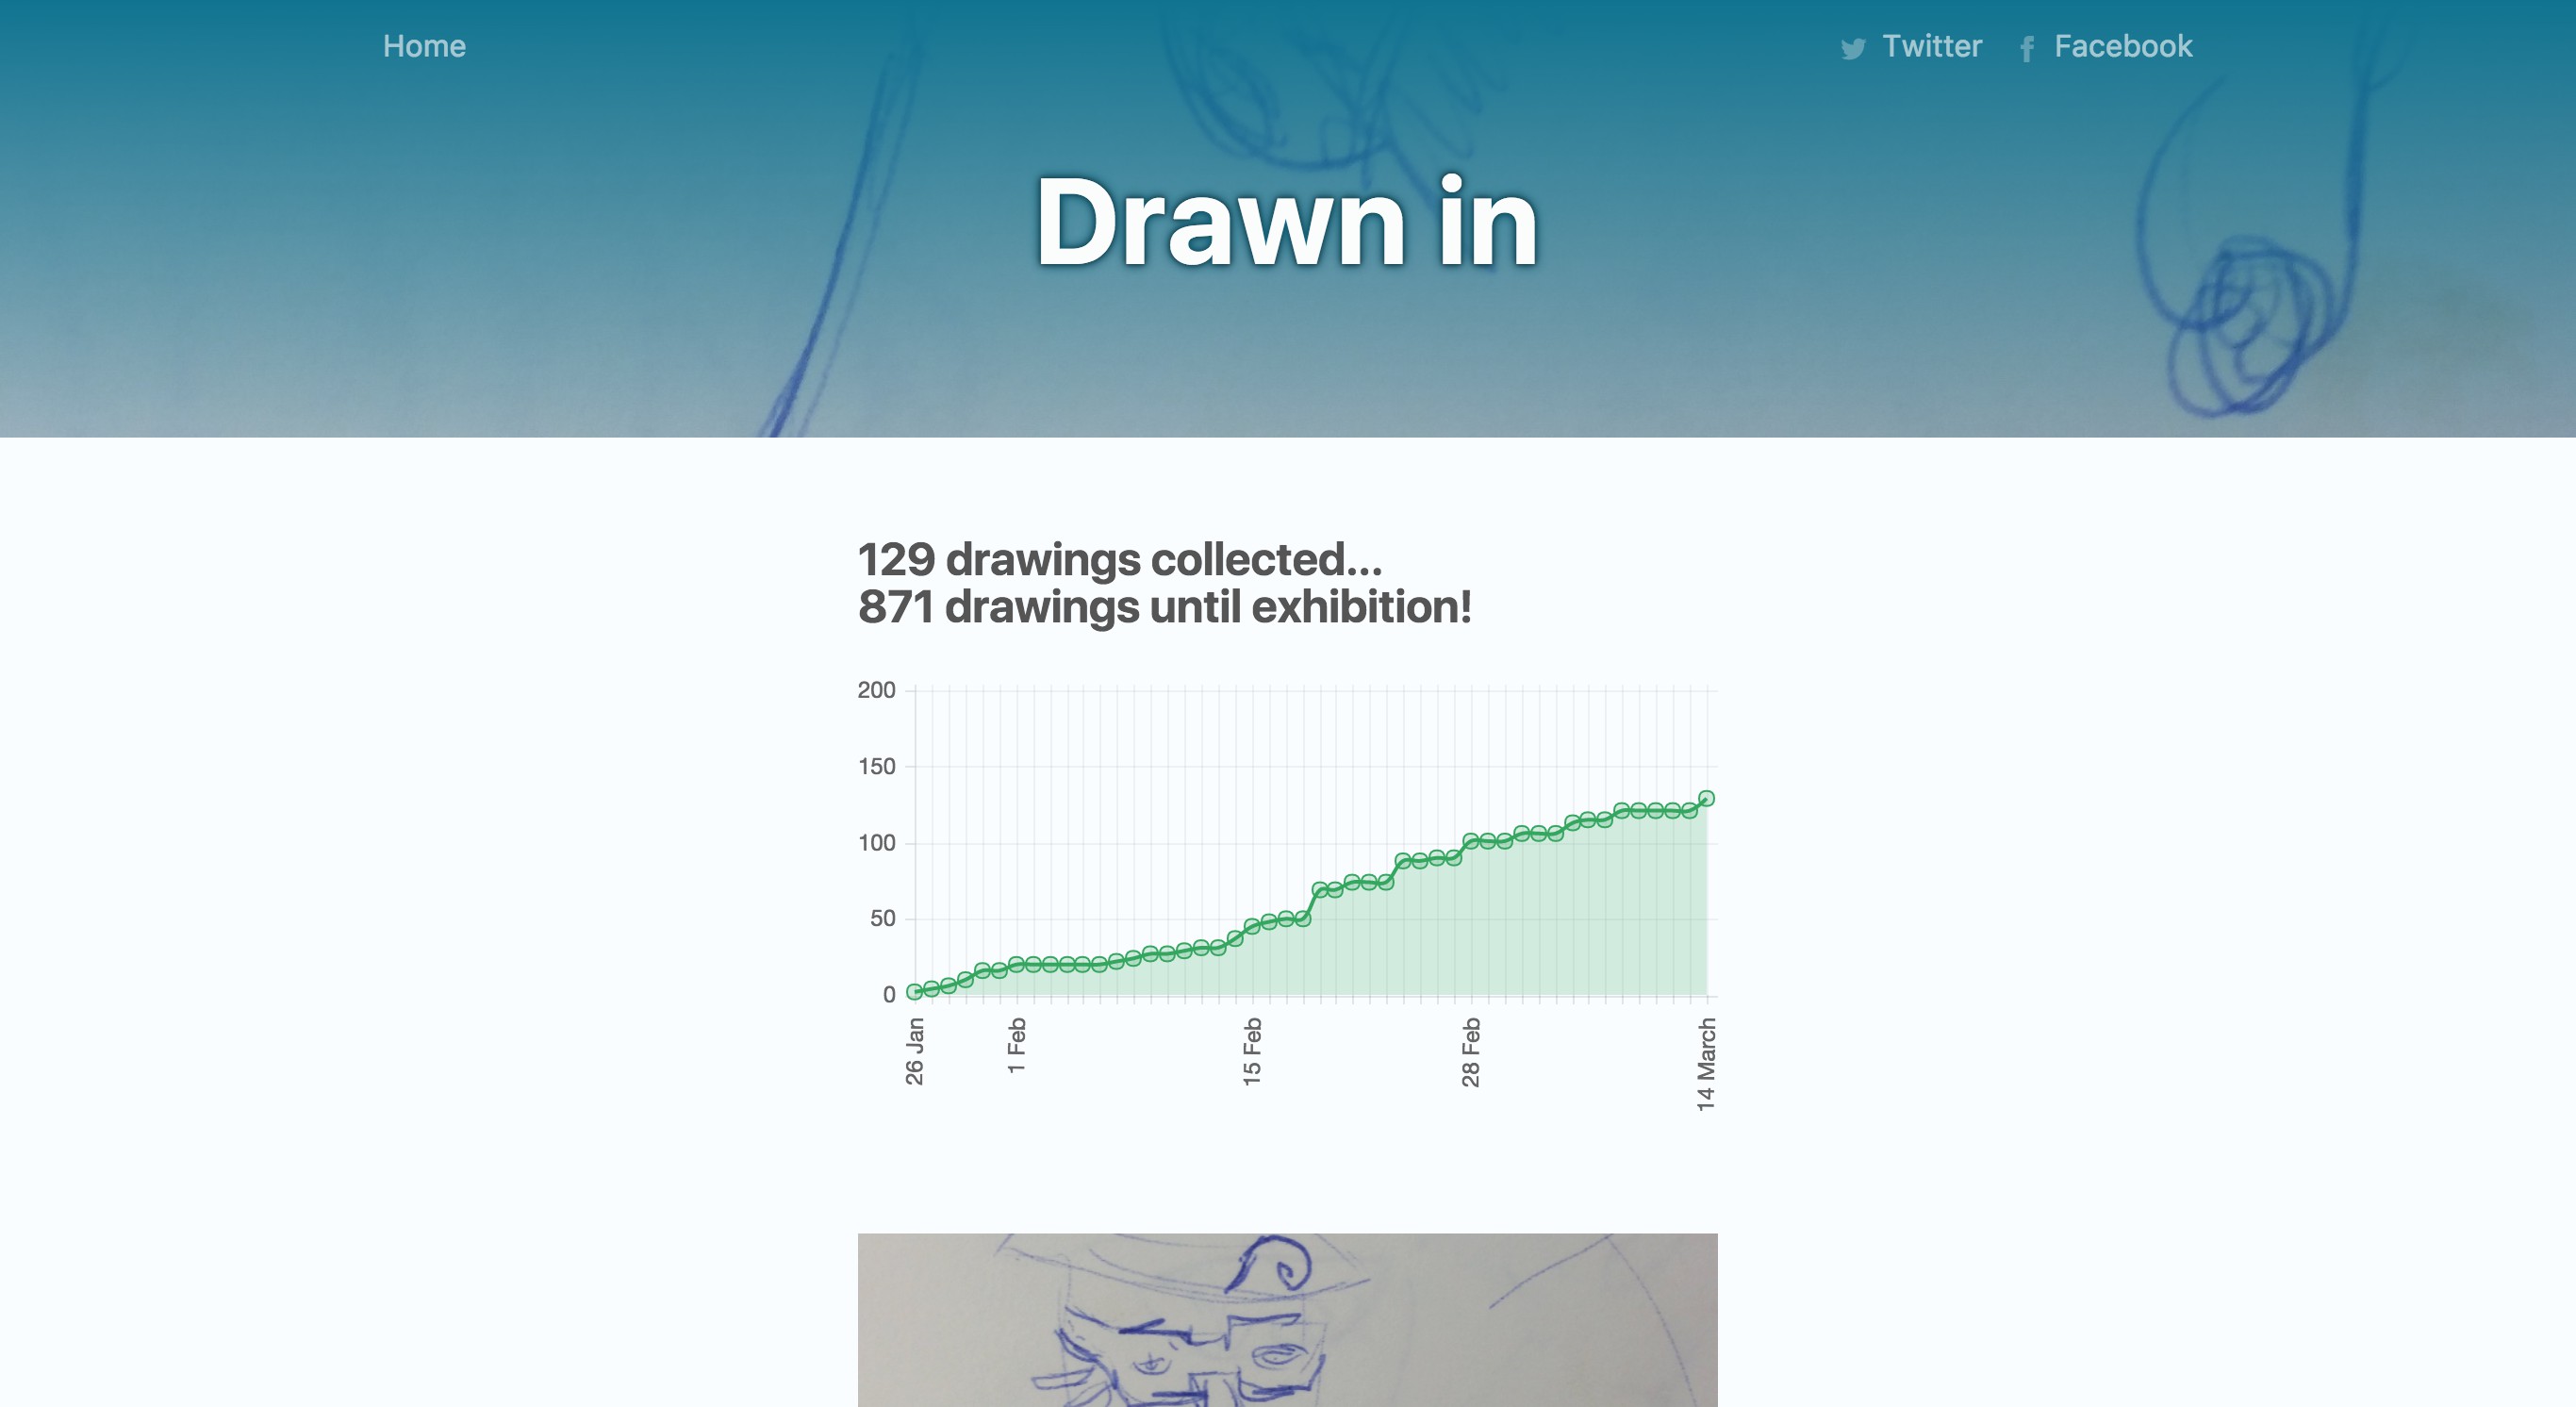 Home
Twitter
Facebook
Drawn in
129 drawings collected...
871 drawings until exhibition!
200
150
100
50
0
26 Jan
1 Feb
15 Feb
28 Feb
14 March